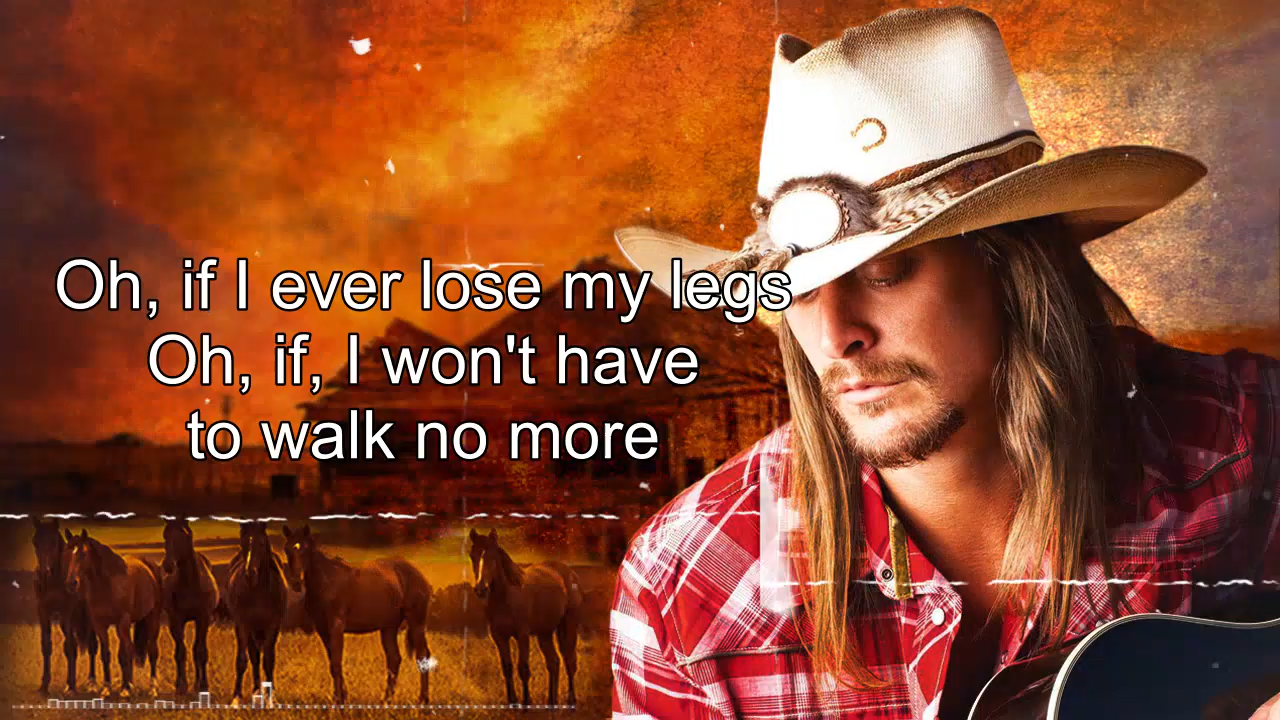 Oh, if I ever lose my legs
Oh, if, I won't have
to walk no more